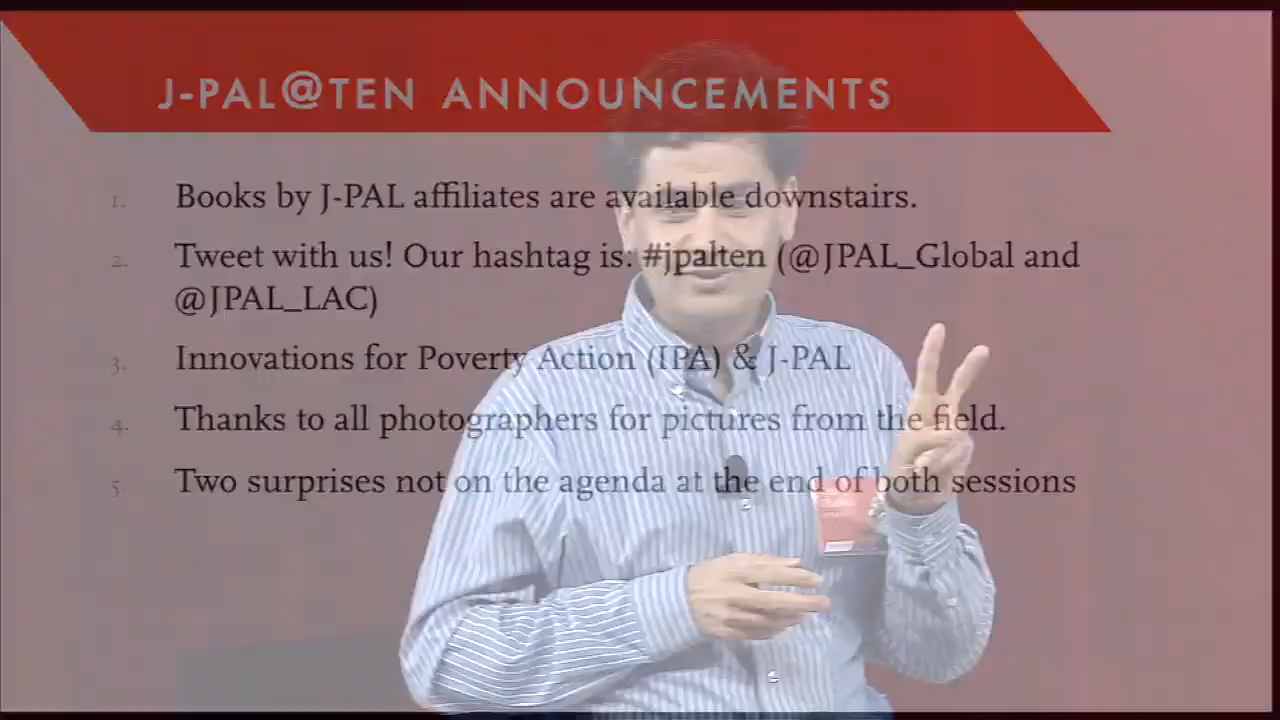 J-PAL@TEN ANNOUNCEMENTS
1. Books by J-PAL affiliates are available downstairs.
2. Tweet with us! Our hashtag is: #jpalten (@JPAL_Global and
@JPAL_LAC)
3. Innovations for Poverty Action (IPA) & J-PAL
4. Thanks to all photographers for pictures from the field.
5. Two surprises not on the agenda at the end of both sessions